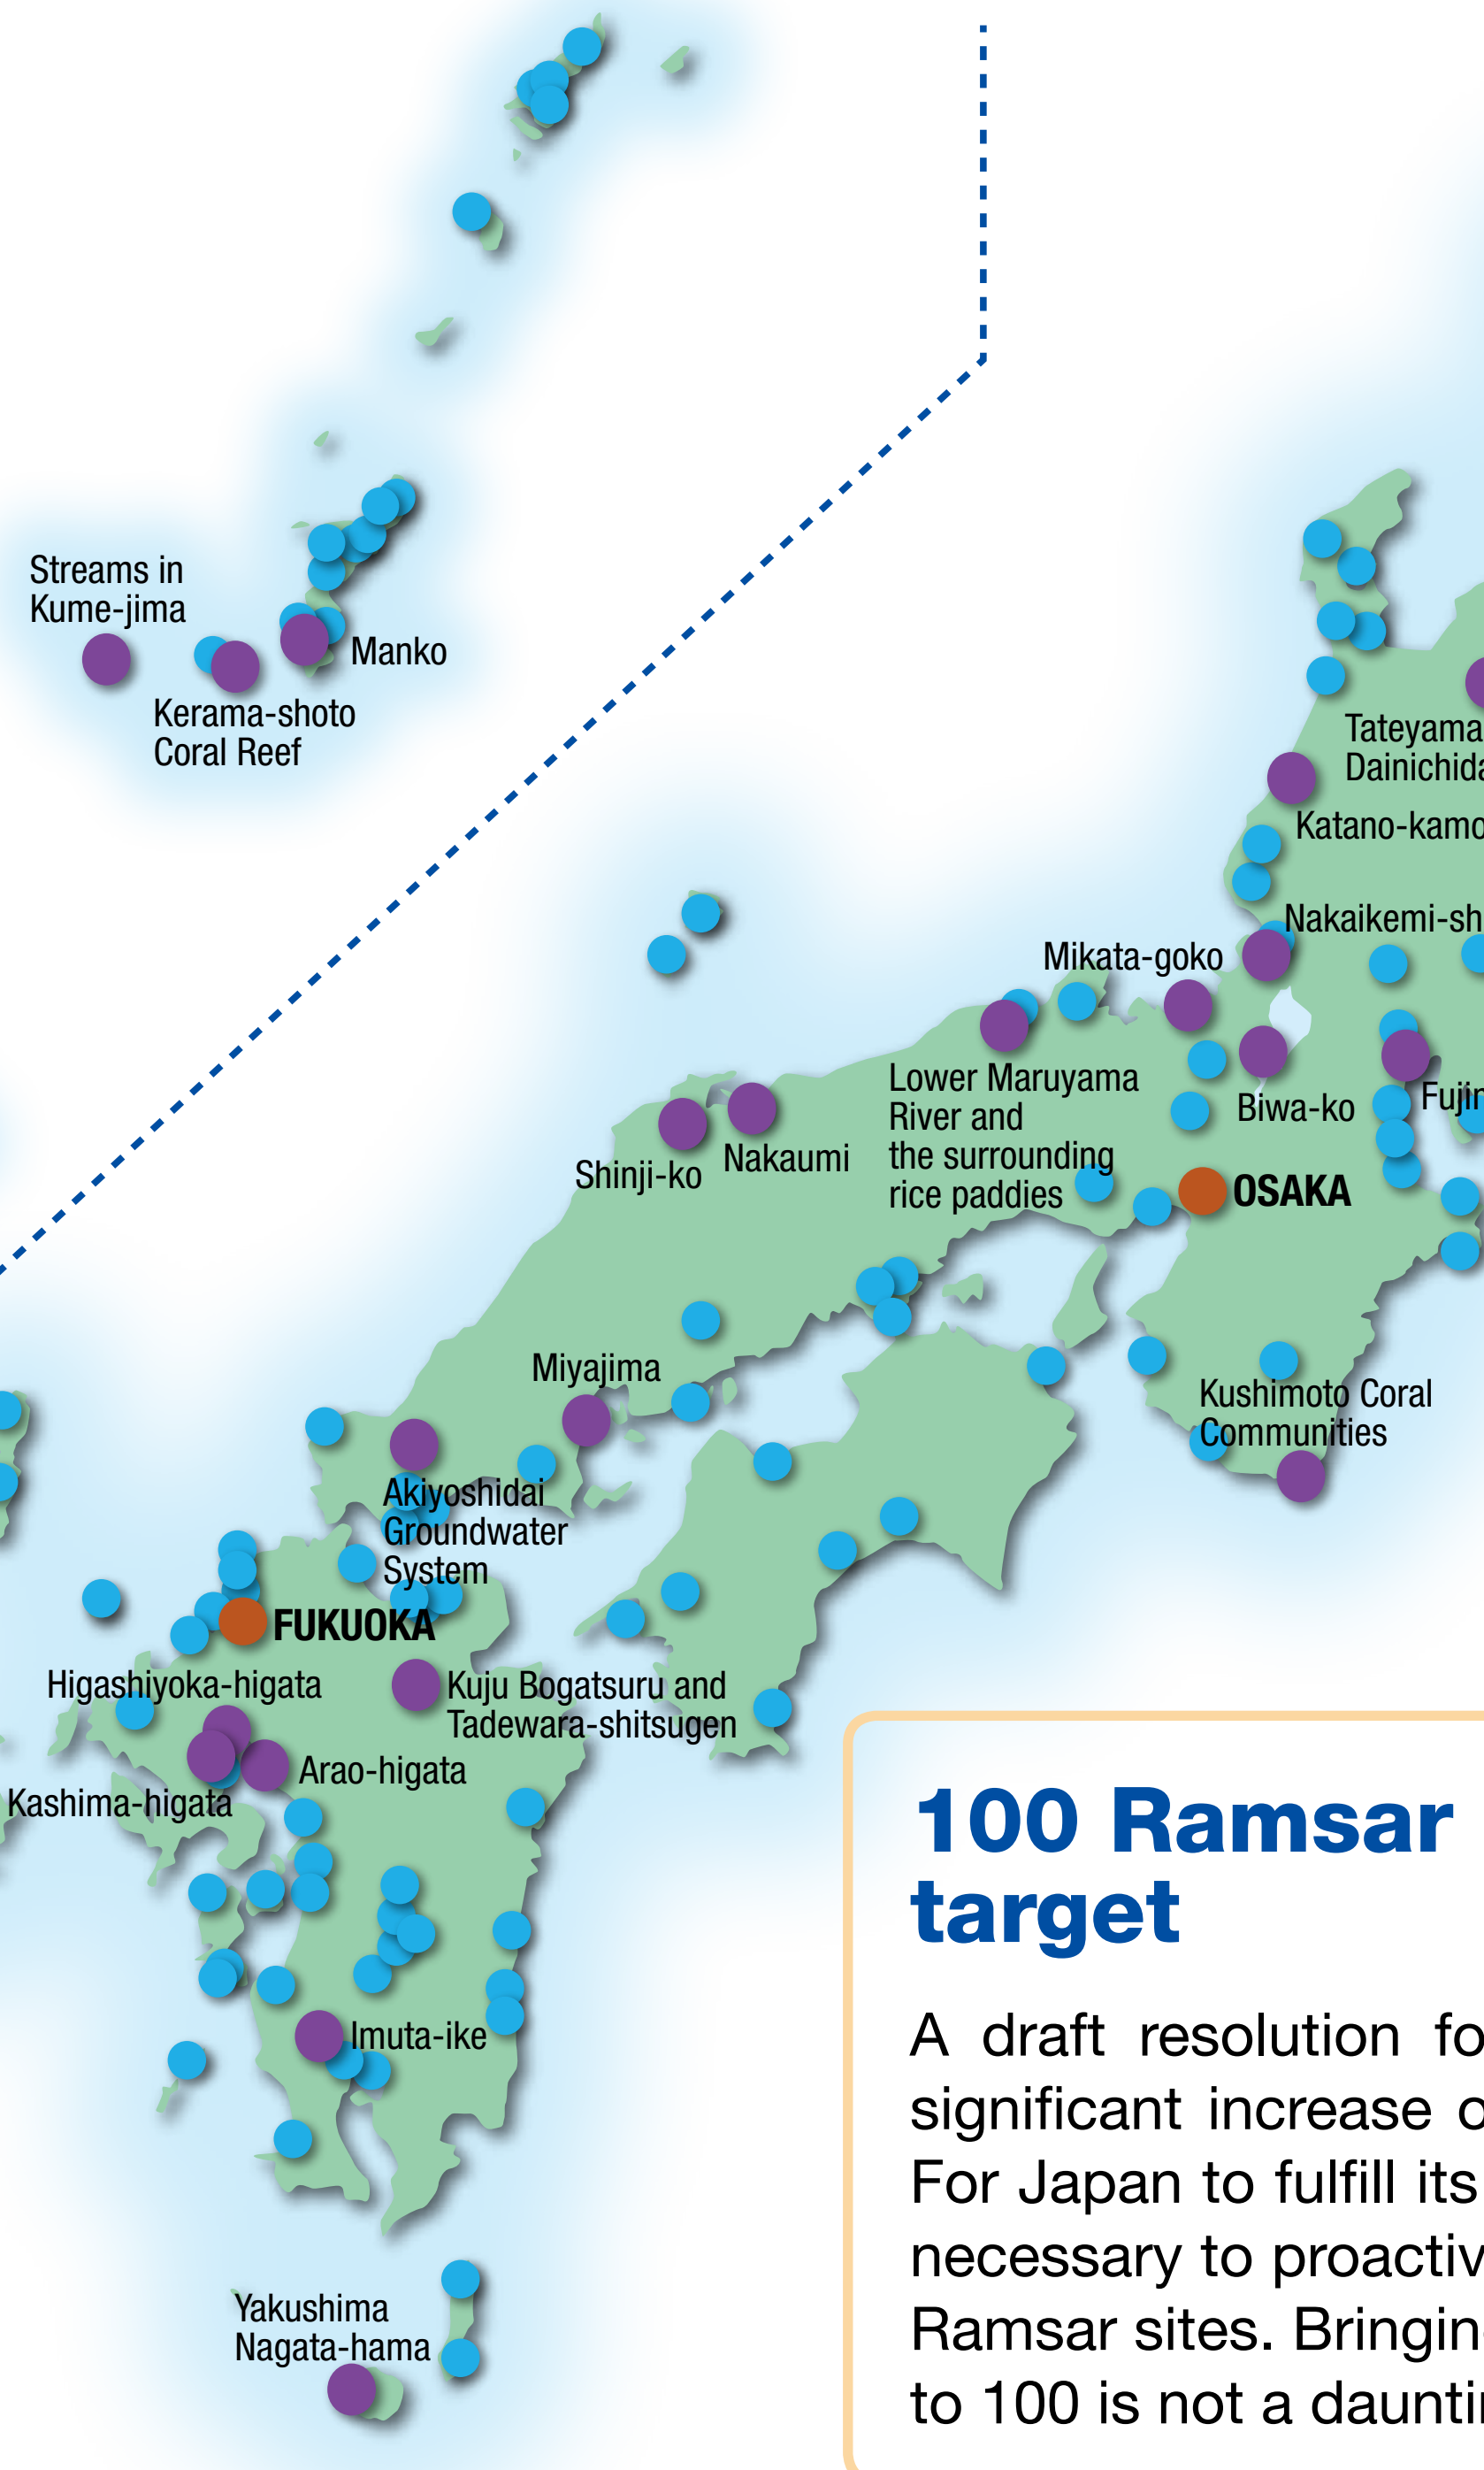 Streams in
Kume-jima
Manko
Kerama-shoto
Coral Reef
Tateyama
Dainichida
Katano-kamo
Nakaikemi-sh
Mikata-goko
Lower Maruyama
River and
the surrounding
rice paddies
Biwa-ko
Fujin
Shinji-ko
Nakaumi
OSAKA
Miyajima
Kushimoto Coral
Communities
Akiyoshidai
Groundwater
System
FUKUOKA
Higashiyoka-higata
Kuju Bogatsuru and
Tadewara-shitsugen
Arao-higata
Kashima-higata
Imuta-ike
Yakushima
Nagata-hama
100 Ramsar
target
A draft resolution fo
significant increase o
For Japan to fulfill its
necessary to proactiv
Ramsar sites. Bringing
to 100 is not a dauntin